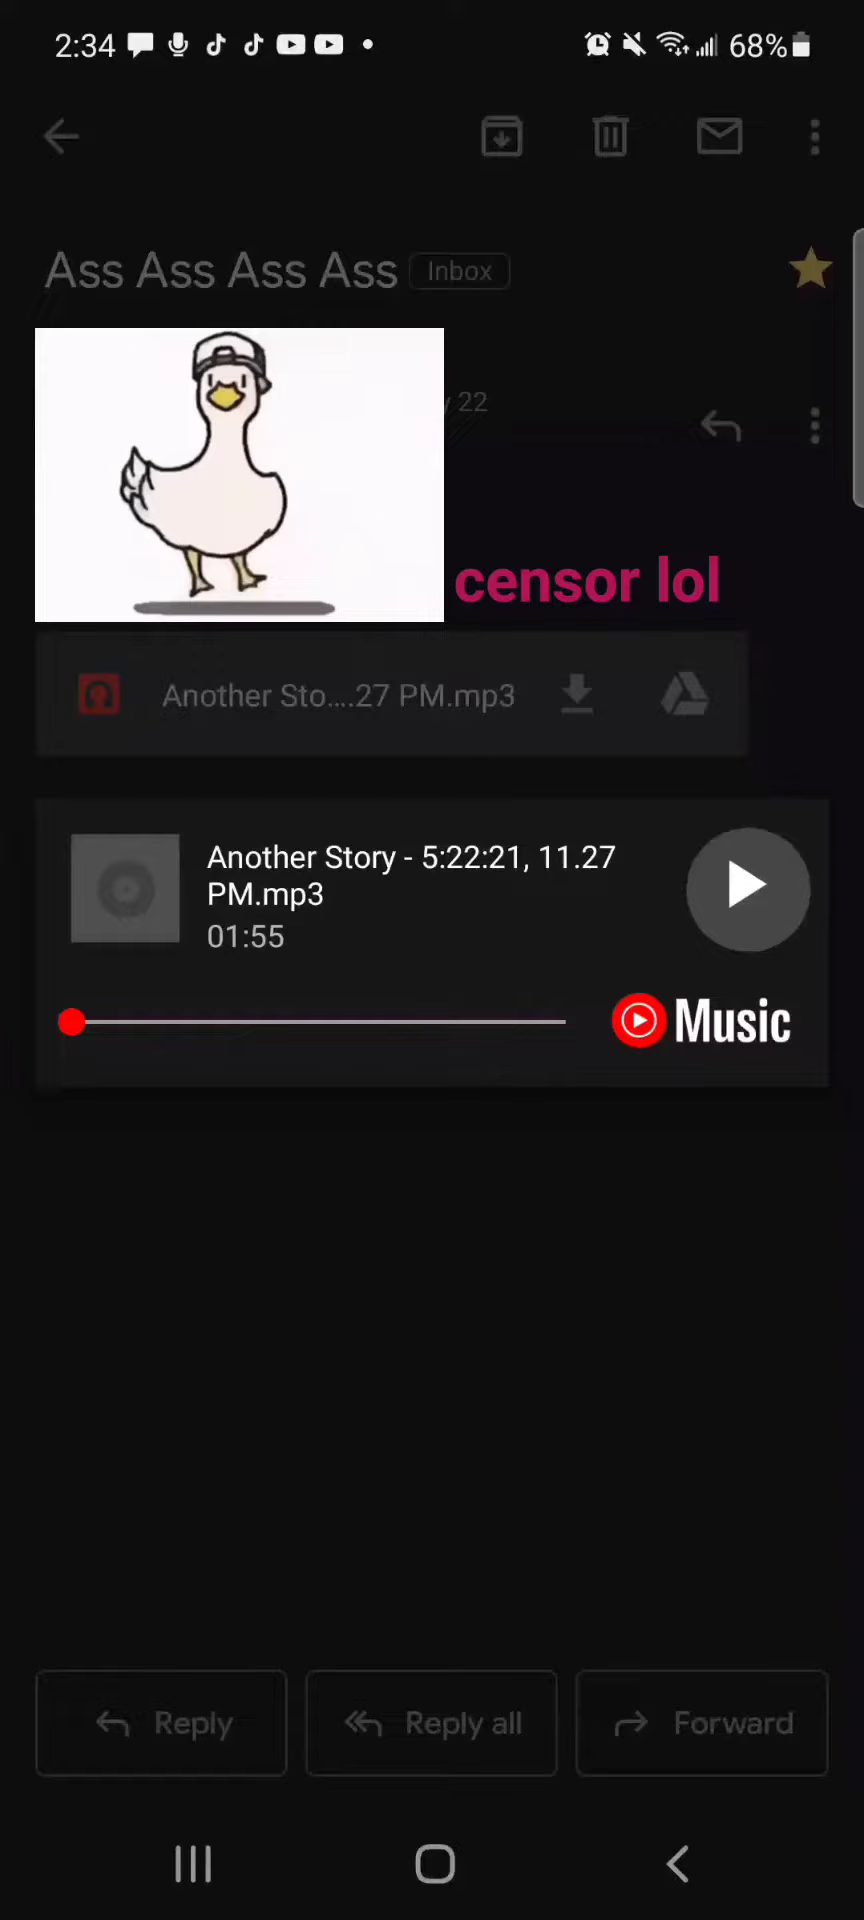 2:34
68%
Ass Ass Ass Ass Inbox
22
censor lol
Another Sto....27 PM.mp3
Another Story - 5:22:21, 11.27
PM.mp3
01:55
Music
Reply
Reply all
Forward